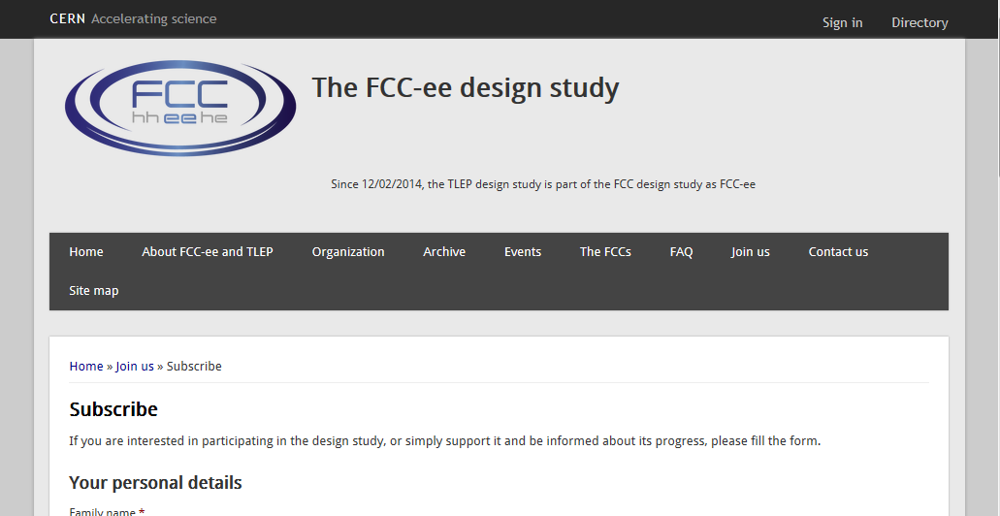 CERN Accelerating science
Sign in Directory
FCC
hh ee he
The FCC-ee design study
Since 12/02/2014, the TLEP design study is part of the FCC design study as FCC-ee
Home About FCC-ee and TLEP Organization Archive Events The FCCs FAQ Join us Contact us
Site map
Home » Join us » Subscribe
Subscribe
If you are interested in participating in the design study, or simply support it and be informed about its progress, please fill the form.
Your personal details
Family name *